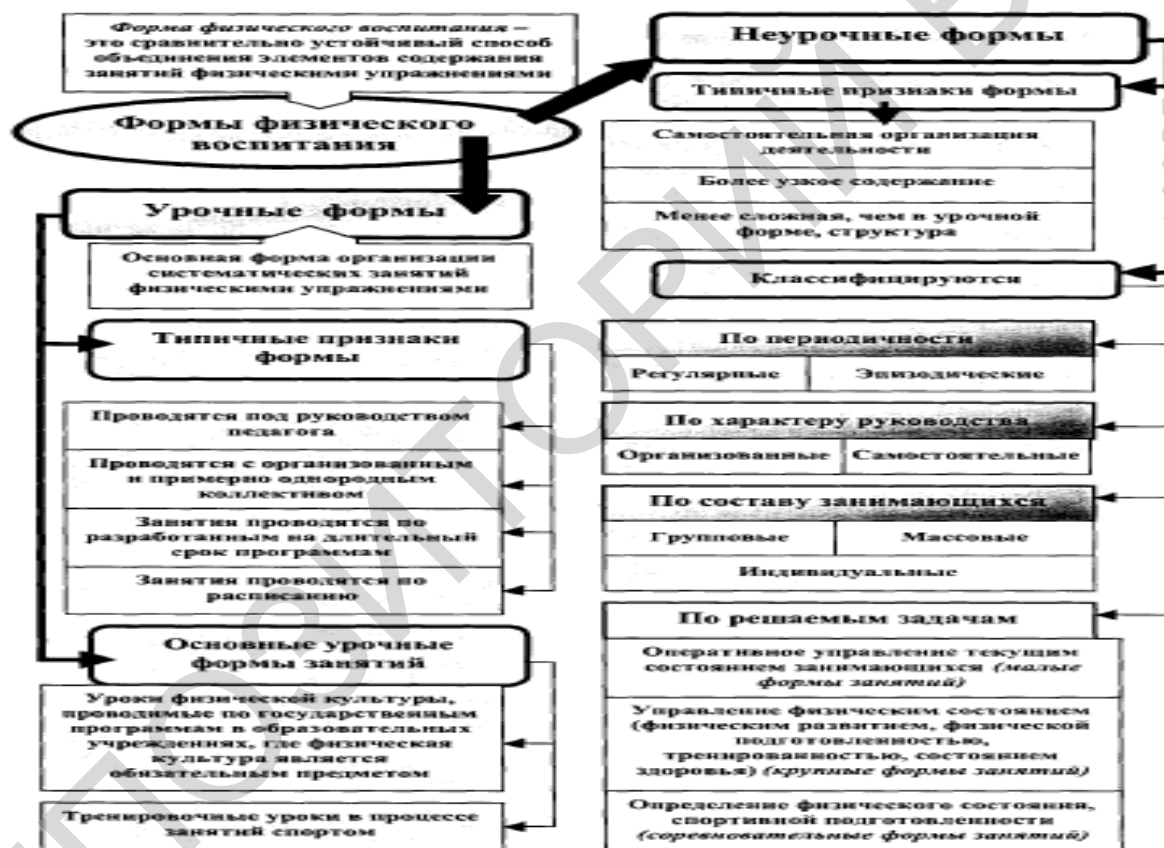 Форма физического воспитания –
это сравнительно устойчивый способ
объединения элементов содержания
занятий физическими упражнениями
Формы физического
воспитания
Урочные формы
Основная форма организации
систематических занятий
физическими упражнениями
Типичные признаки
формы
Проводятся под руководством
педагога
Проводятся с организованным
и примерно однородным
коллективом
Занятия проводятся по
разработанным на длительный
срок программам
Занятия проводятся по
расписанию
Основные урочные
формы занятий
Уроки физической культуры,
проводимые по государственным
программам в образовательных
учреждениях, где физическая
культура является
обязательным предметом
Тренировочные уроки в процессе
занятий спортом
Неурочные формы
Типичные признаки формы
Самостоятельная организация
деятельности
Более узкое содержание
Менее сложная, чем в урочной
форме, структура
Классифицируются
По периодичности
Регулярные Эпизодические
По характеру руководства
Организованные Самостоятельные
По составу занимающихся
Групповые Массовые
Индивидуальные
По решаемым задачам
Оперативное управление текущим
состоянием занимающихся (малые
формы занятий)
Управление физическим состоянием
(физическим развитием, физической
подготовленностью,
тренированностью, состоянием
здоровья) (крупные формы занятий)
Определение физического состояния,
спортивной подготовленности
(соревновательные формы занятий)
ПОЗИТОРИЙ В